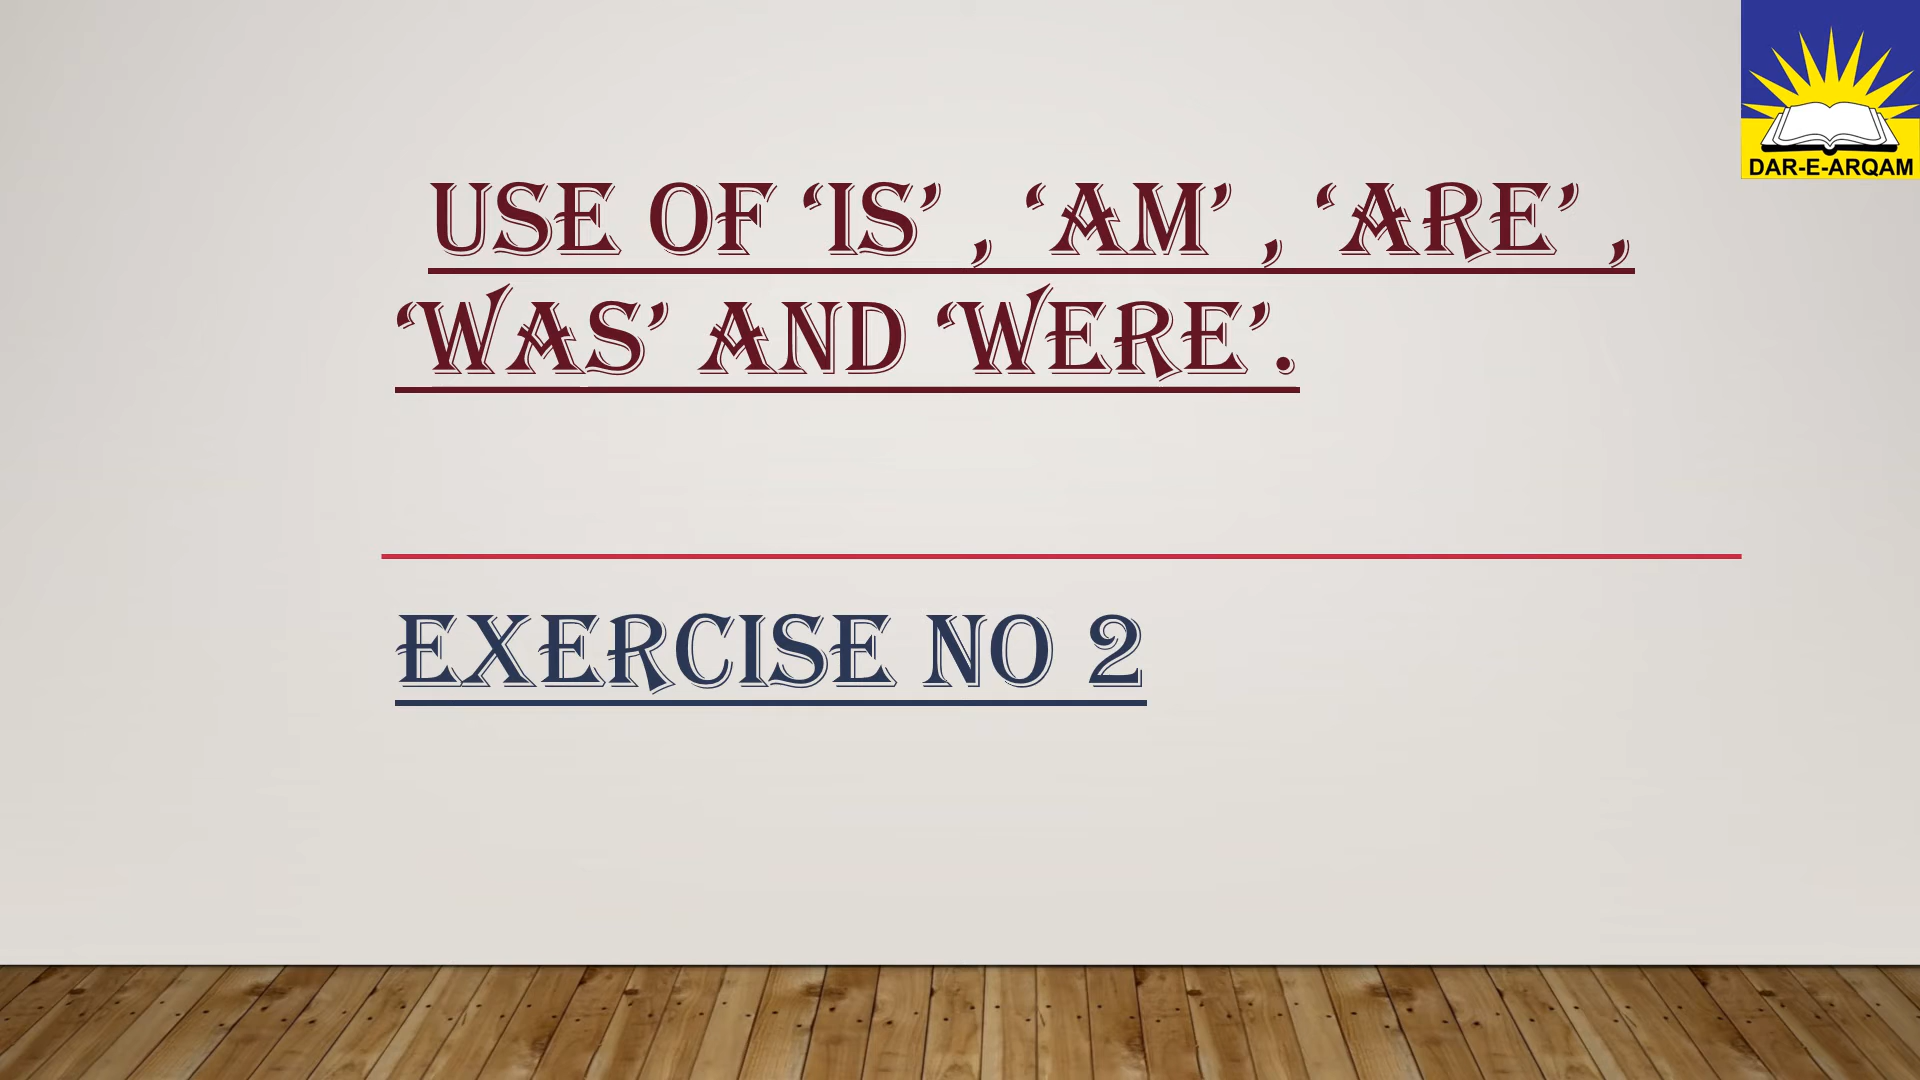 DAR-E-ARQAM
USE OF ‘IS’ , ‘AM’ , ‘ARE’ ,
‘WAS’ AND ‘WERE’.
EXERCISE NO 2